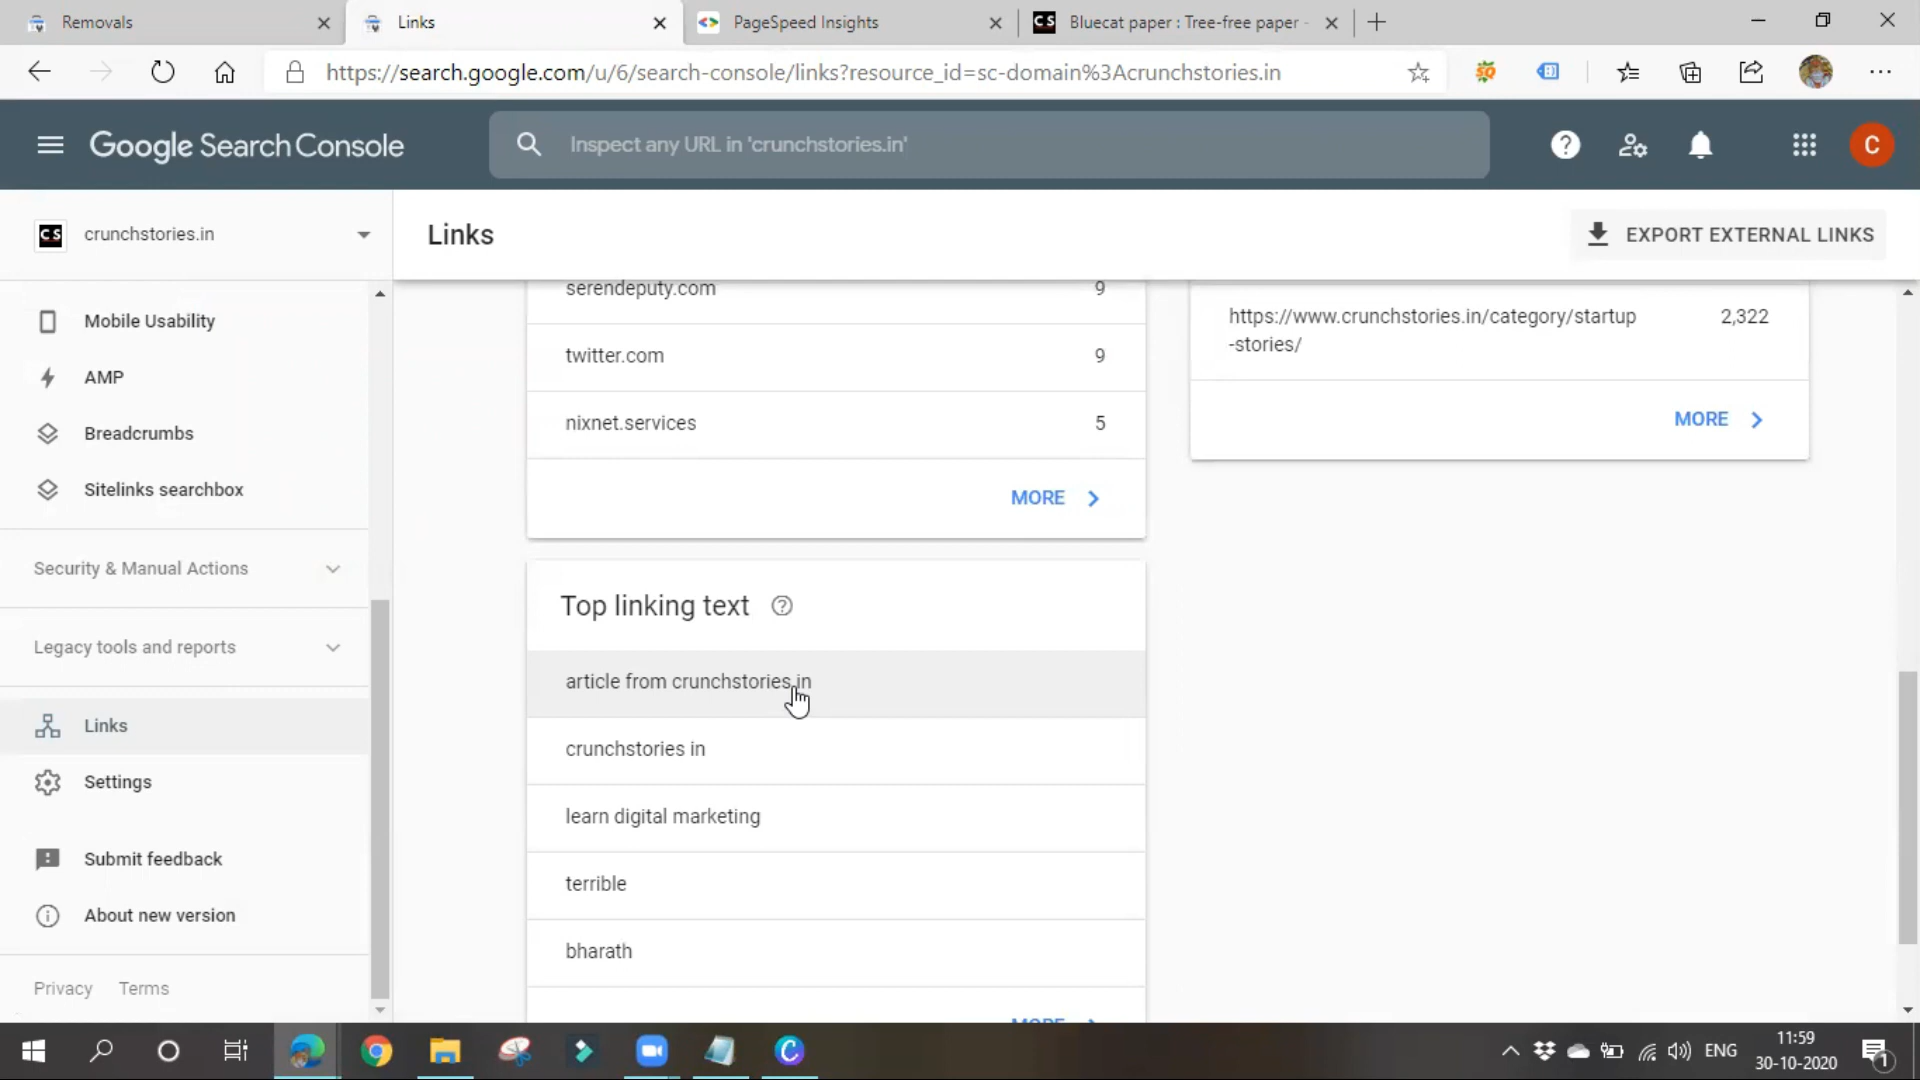 Removals
Links
PageSpeed Insights
Bluecat paper : Tree-free paper -
https://search.google.com/u/6/search-console/links?resource_id=sc-domain%3Acrunchstories.in
Google Search Console
Inspect any URL in 'crunchstories.in'
C
CS
crunchstories.in
Links
EXPORT EXTERNAL LINKS
Mobile Usability
AMP
Breadcrumbs
Sitelinks searchbox
Security & Manual Actions
Legacy tools and reports
Links
Settings
Submit feedback
About new version
Privacy
Terms
serendeputy.com 9
twitter.com 9
nixnet.services 5
MORE
https://www.crunchstories.in/category/startup 2,322
-stories/
MORE
Top linking text
article from crunchstories in
crunchstories in
learn digital marketing
terrible
bharath
MORE
ENG
11:59
30-10-2020
1